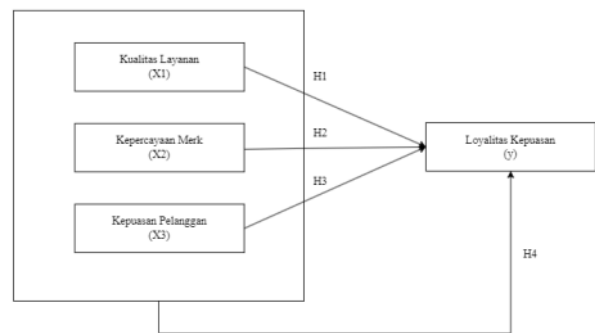 Kualitas Layanan
(X1)
H1
Kepercayaan Merk
(X2)
H2
Loyalitas Kepuasan
(y)
H3
Kepuasan Pelanggan
(X3)
H4